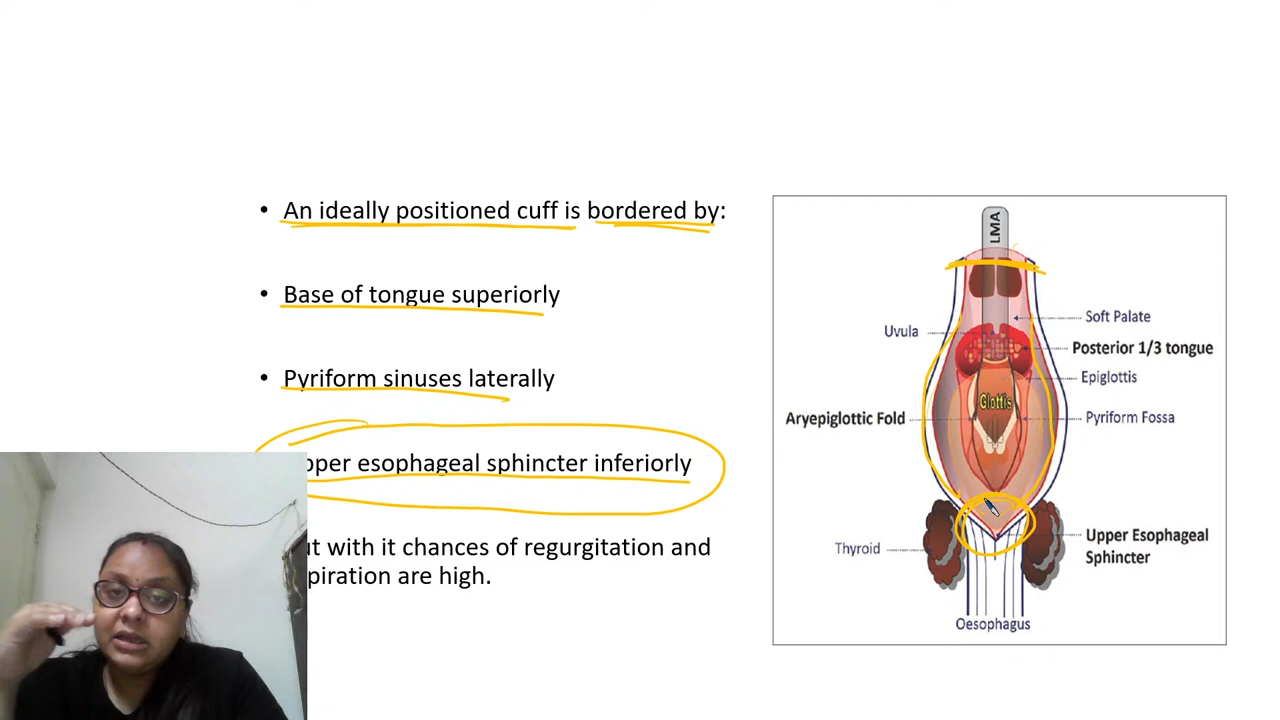 • An ideally positioned cuff is bordered by:
• Base of tongue superiorly
• Pyriform sinuses laterally
pper esophageal sphincter inferiorly
ut with it chances of regurgitation and
piration are high.
LMA
Soft Palate
Uvula
Posterior 1/3 tongue
Epiglottis
Glottis
Aryepiglottic Fold
Pyriform Fossa
Upper Esophageal
Sphincter
Thyroid
Oesophagus